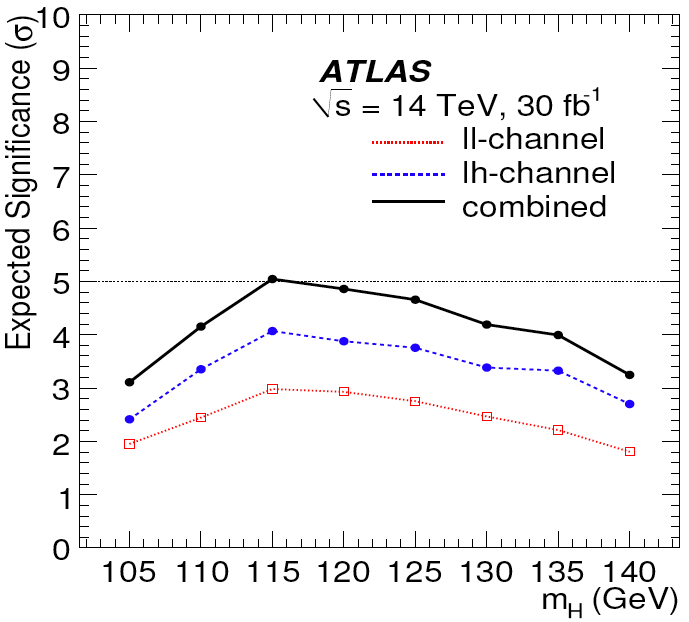 Expected Significance (σ)
10
9
8
7
6
5
4
3
2
1
0
ATLAS
√s = 14 TeV, 30 fb⁻¹
ll-channel
lh-channel
combined
105 110 115 120 125 130 135 140
m_H (GeV)